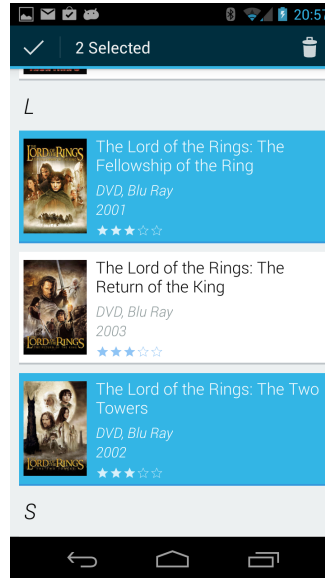 20:57
2 Selected
L
The Lord of the Rings: The
Fellowship of the Ring
DVD, Blu Ray
2001
The Lord of the Rings: The
Return of the King
DVD, Blu Ray
2003
The Lord of the Rings: The Two
Towers
DVD, Blu Ray
2002
S